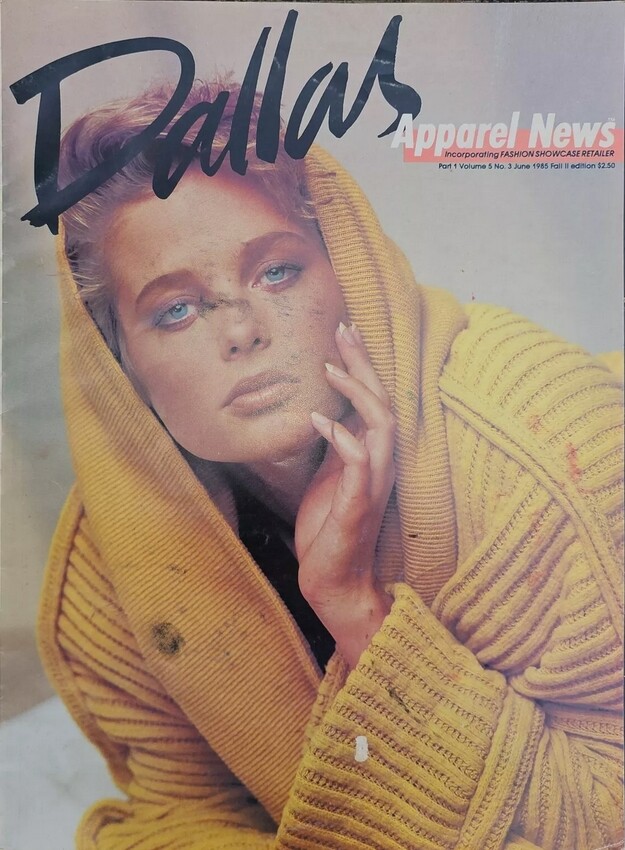 Dallas
Apparel News™
Incorporating FASHION SHOWCASE RETAILER
Part 1 Volume 5 No. 3 June 1985 Fall II edition $2.50